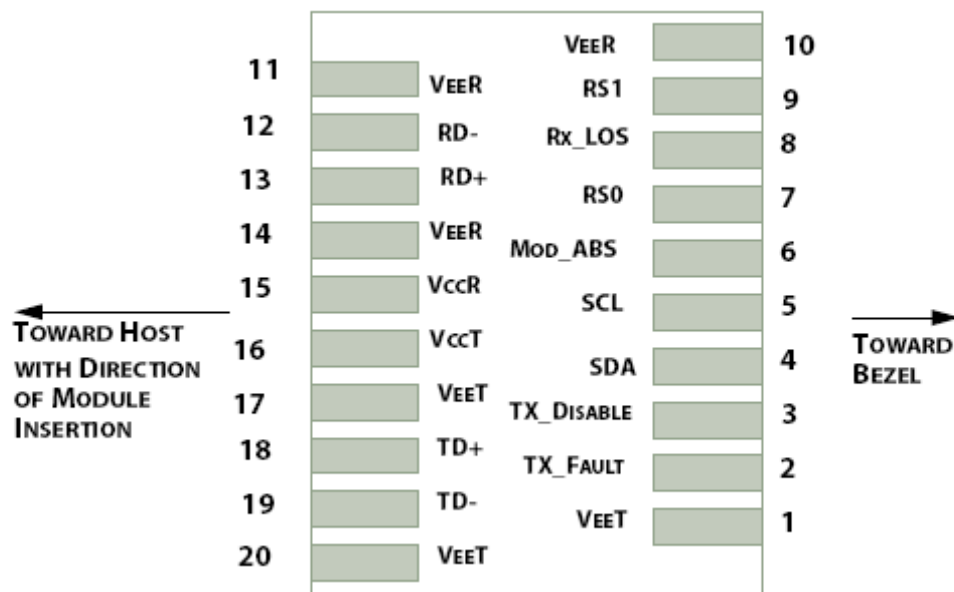 11 VEER
12 RD-
13 RD+
14 VEER
15 VCCR
16 VCCT
17 VEET
18 TD+
19 TD-
20 VEET
VEER 10
RS1 9
RX_LOS 8
RS0 7
MOD_ABS 6
SCL 5
SDA 4
TX_DISABLE 3
TX_FAULT 2
VEET 1
TOWARD HOST
WITH DIRECTION
OF MODULE
INSERTION
TOWARD
BEZEL